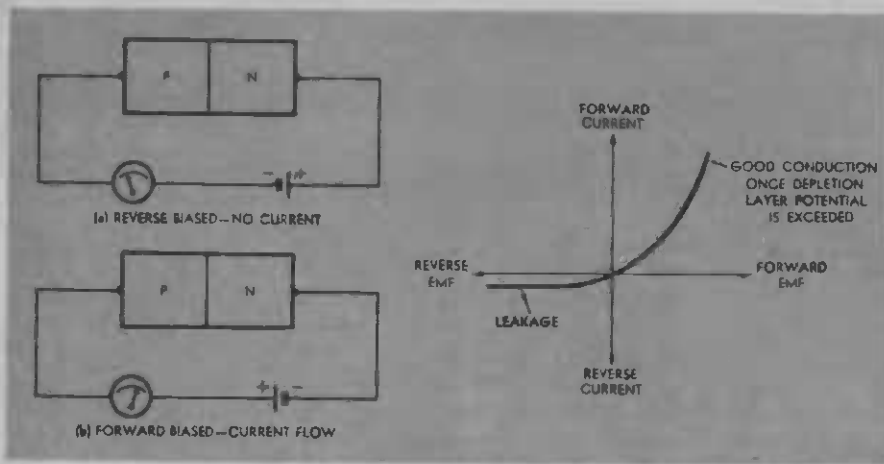 P N
- +
(a) REVERSE BIASED—NO CURRENT
P N
+ -
(b) FORWARD BIASED—CURRENT FLOW
FORWARD
CURRENT
GOOD CONDUCTION
ONCE DEPLETION
LAYER POTENTIAL
IS EXCEEDED
REVERSE
EMF
FORWARD
EMF
LEAKAGE
REVERSE
CURRENT